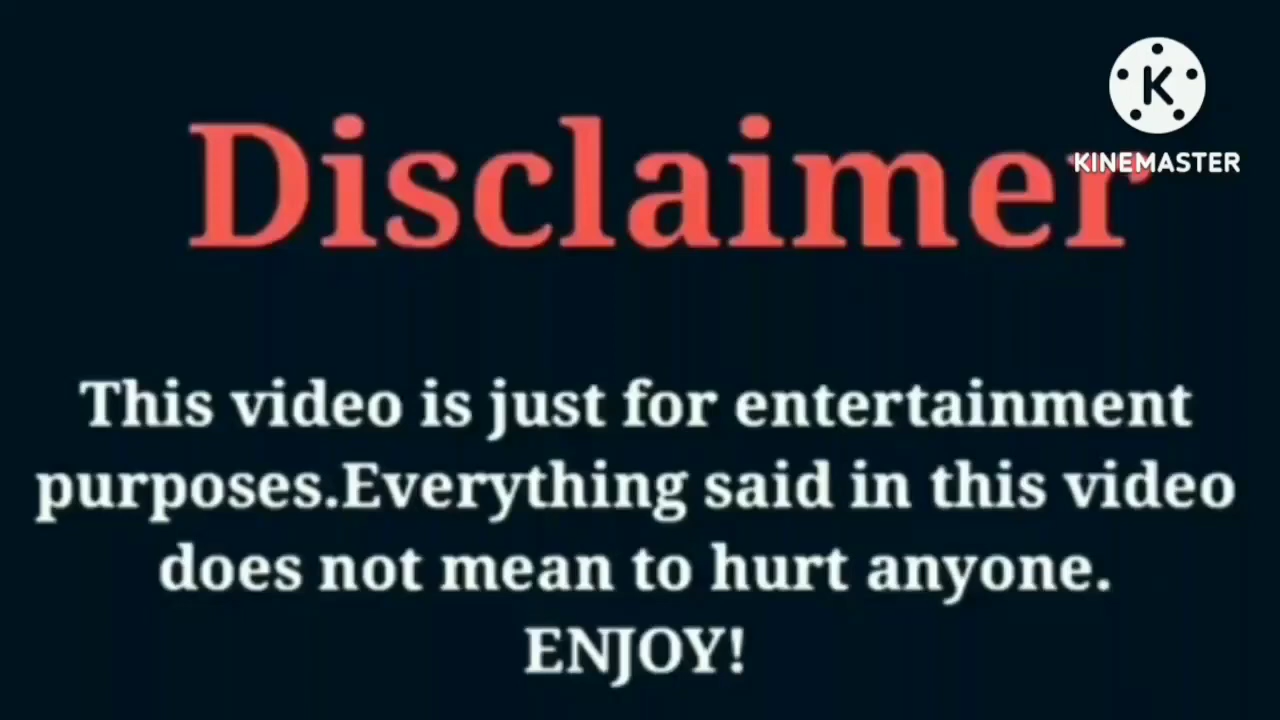 Disclaimer
KINEMASTER
This video is just for entertainment
purposes.Everything said in this video
does not mean to hurt anyone.
ENJOY!